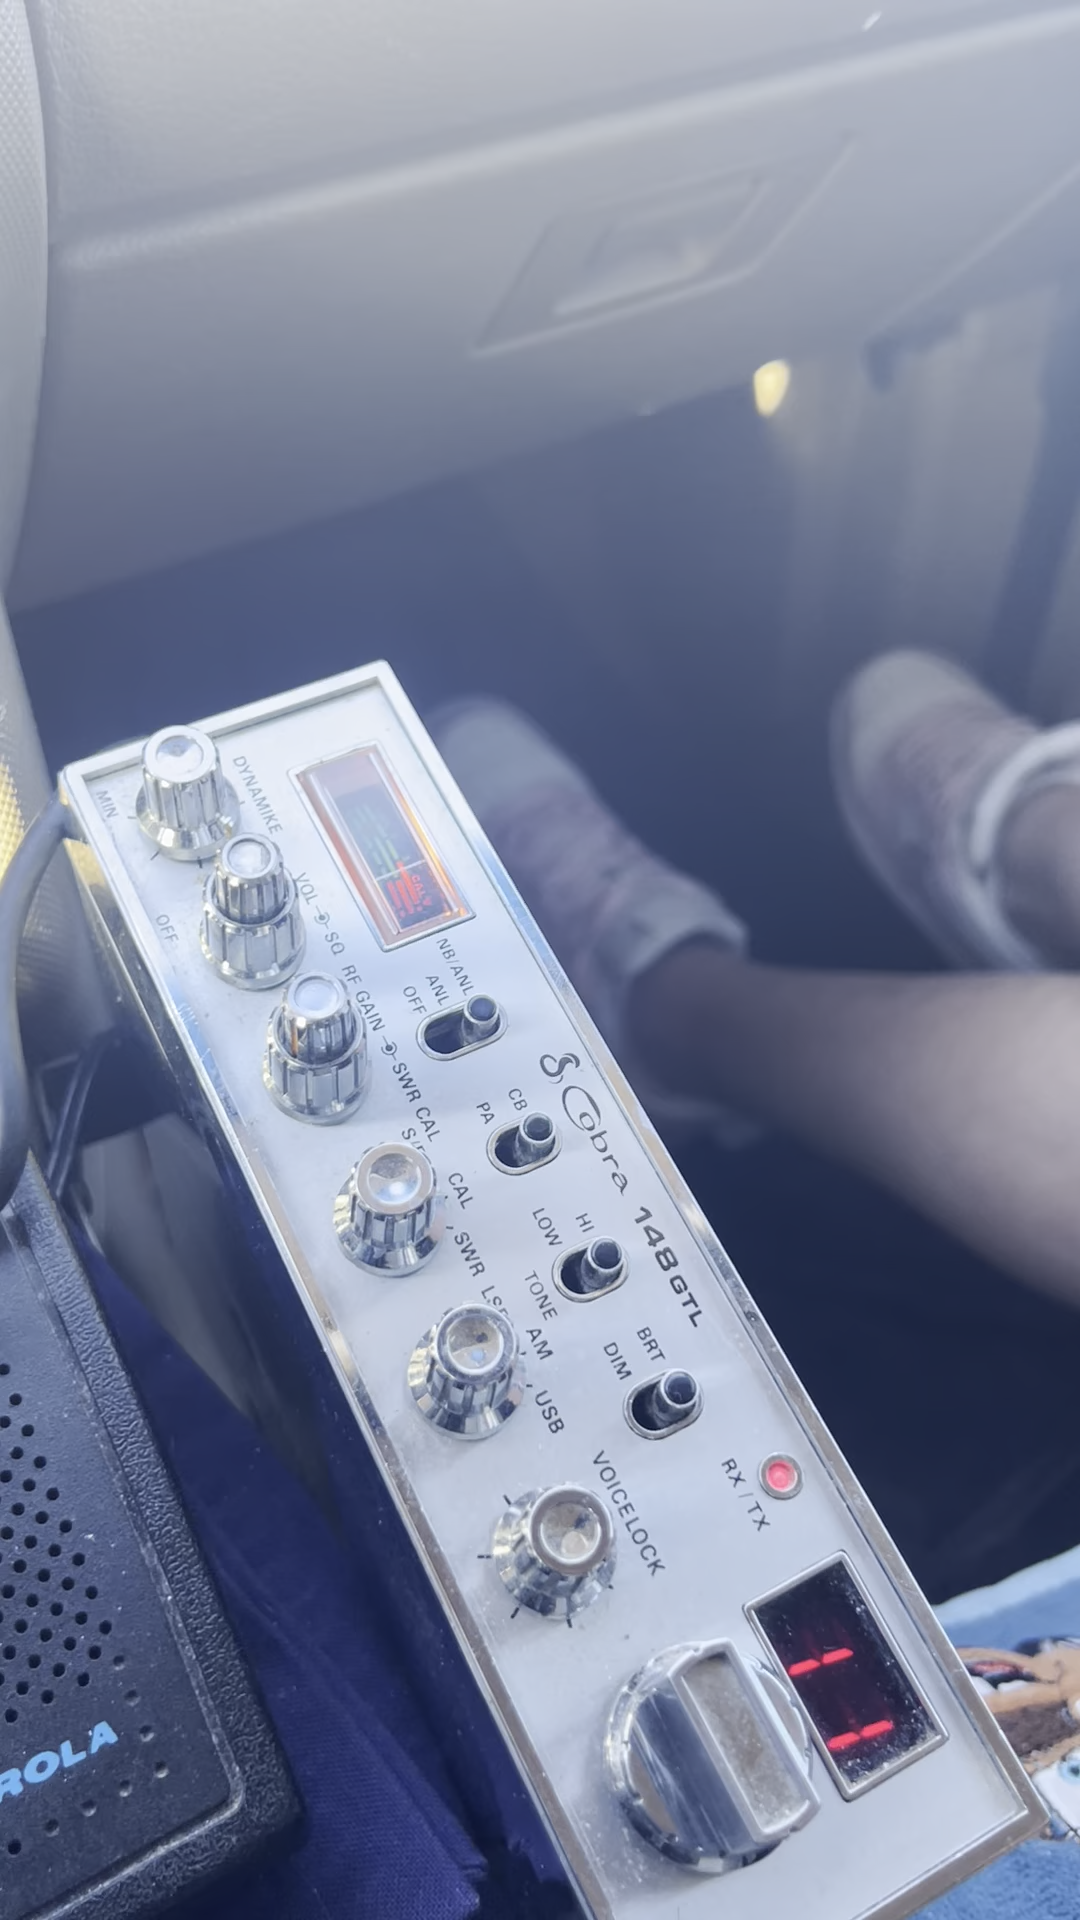 MIN
DYNAMIKE
OFF
VOL
SQ
RF GAIN
SWR CAL
CAL
SWR
AM
USB
VOICELOCK
OFF
ANL
NB/ANL
PA
CB
LOW
HI
TONE
DIM
BRT
RX / TX
Cobra 148GTL
11